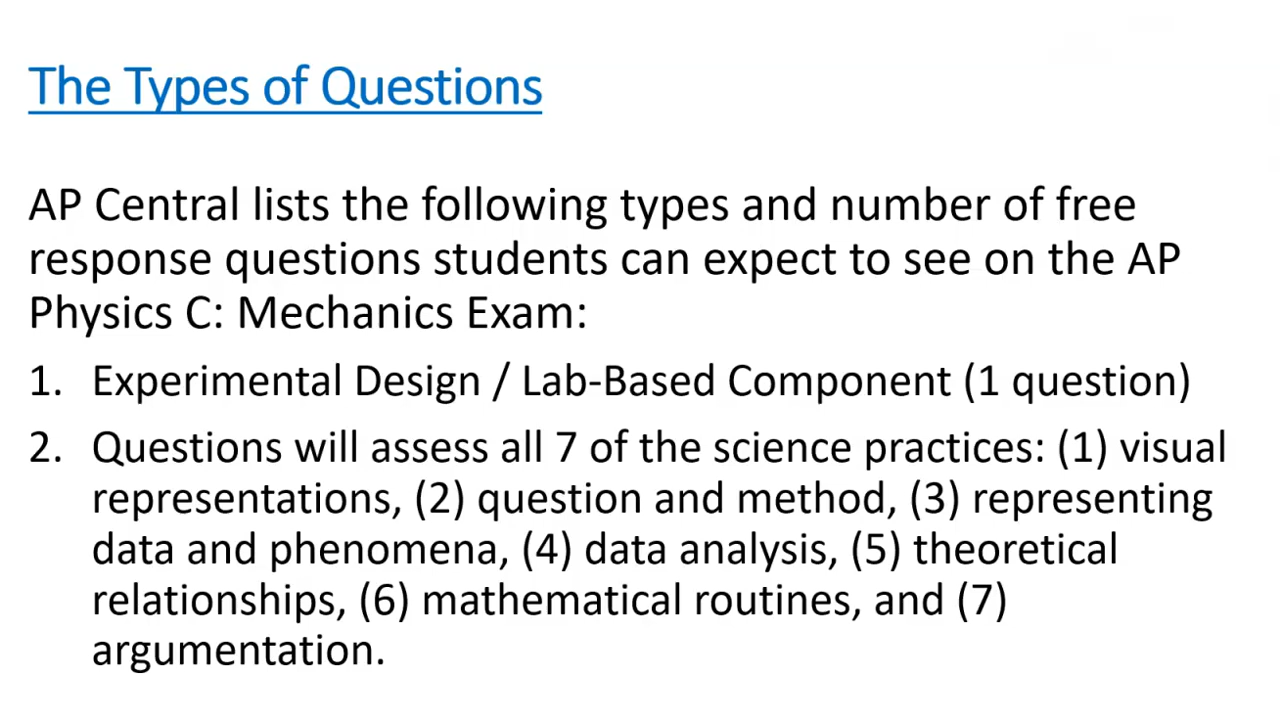 The Types of Questions
AP Central lists the following types and number of free
response questions students can expect to see on the AP
Physics C: Mechanics Exam:
1. Experimental Design / Lab-Based Component (1 question)
2. Questions will assess all 7 of the science practices: (1) visual
representations, (2) question and method, (3) representing
data and phenomena, (4) data analysis, (5) theoretical
relationships, (6) mathematical routines, and (7)
argumentation.